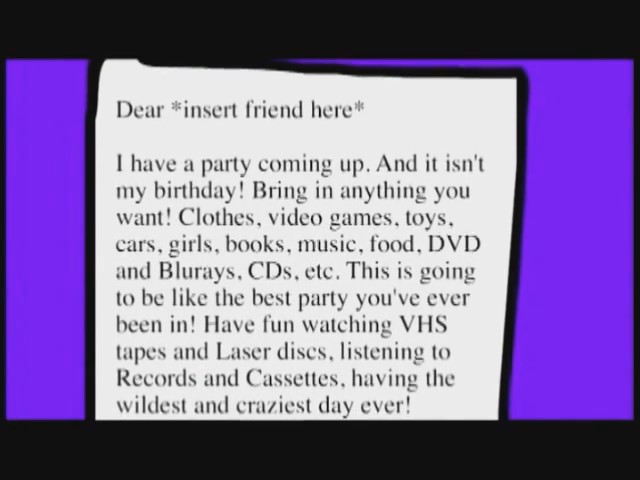 Dear *insert friend here*
I have a party coming up. And it isn't
my birthday! Bring in anything you
want! Clothes, video games, toys,
cars, girls, books, music, food, DVD
and Blurays, CDs, etc. This is going
to be like the best party you've ever
been in! Have fun watching VHS
tapes and Laser discs, listening to
Records and Cassettes, having the
wildest and craziest day ever!